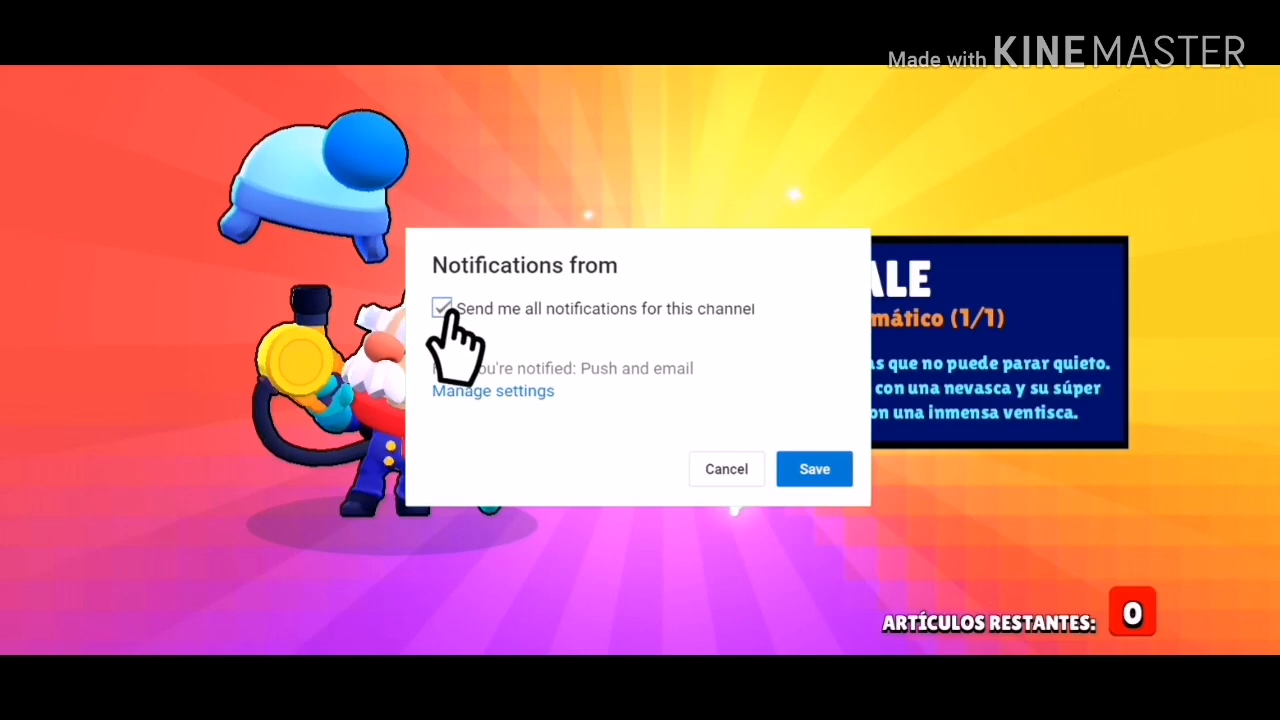 Made with KINEMASTER
Notifications from
Send me all notifications for this channel
you're notified: Push and email
Manage settings
Cancel
Save
ALE
mático (1/1)
as que no puede parar quieto.
con una nevasca y su súper
on una inmensa ventisca.
ARTÍCULOS RESTANTES: 0